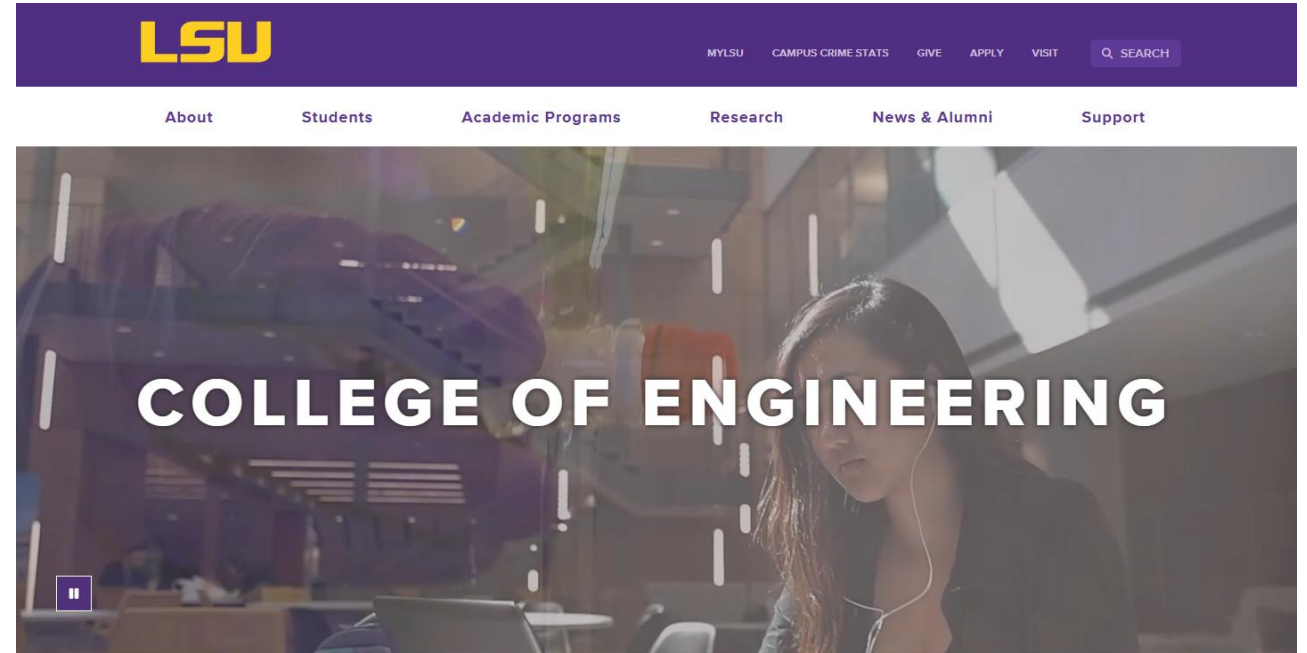 LSU
MYLSU CAMPUS CRIME STATS GIVE APPLY VISIT SEARCH
About Students Academic Programs Research News & Alumni Support
COLLEGE OF ENGINEERING